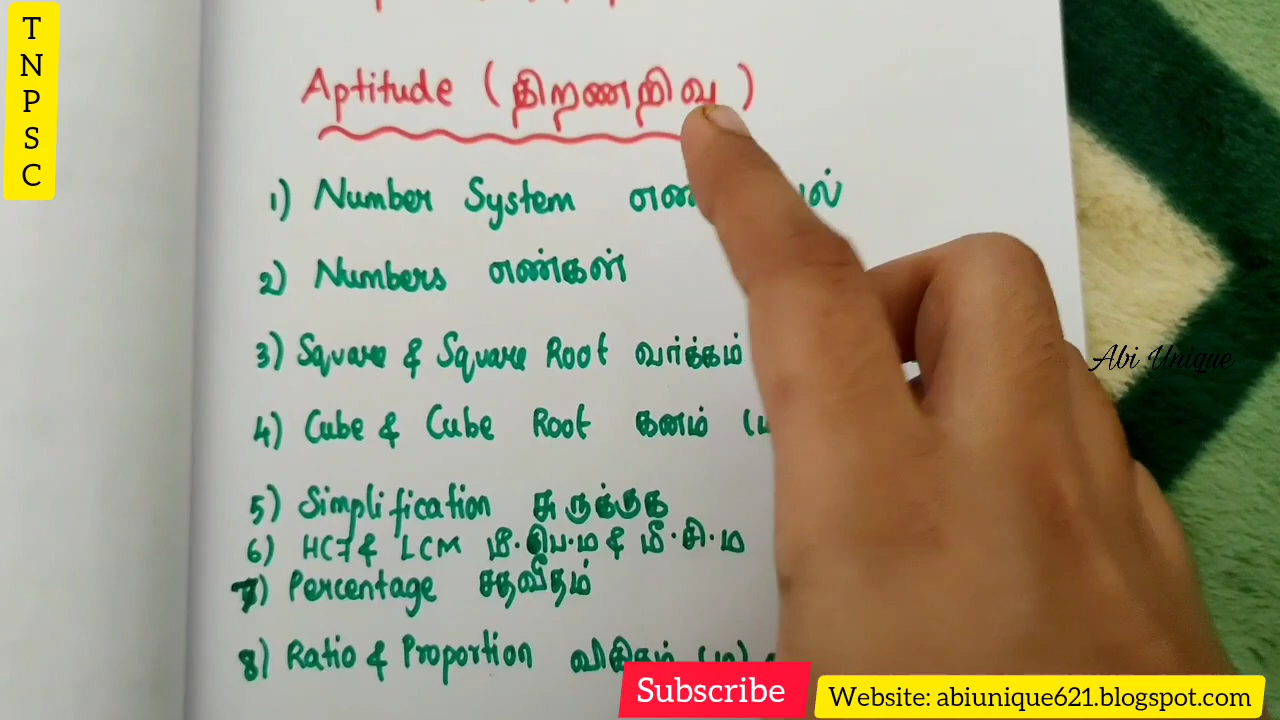 TNPSC
Aptitude (திறணறிவு)
1) Number System
2) Numbers எண்கள்
3) Square & Square Root வர்க்கம்
4) Cube & Cube Root கனம்
5) Simplification சுருக்குக
6) HCF & LCM மீ.பெ.ம & மீ.சி.ம
7) Percentage சதவீதம்
8) Ratio & Proportion விகிதம்
Abi Unique
Subscribe
Website: abiunique621.blogspot.com